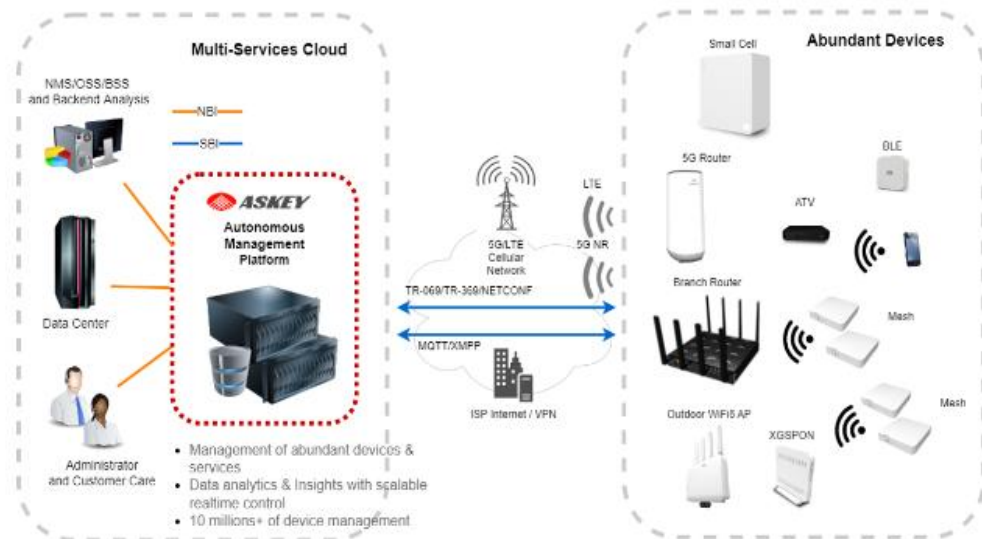 Multi-Services Cloud
NMS/OSS/BSS
and Backend Analysis
NBI
SBI
ASKEY
Autonomous
Management
Platform
Data Center
Administrator
and Customer Care
• Management of abundant devices &
services
• Data analytics & Insights with scalable
realtime control
• 10 millions+ of device management
5G/LTE
Cellular
Network
LTE
5G NR
TR-069/TR-369/NETCONF
MQTT/XMPP
ISP Internet / VPN
Abundant Devices
Small Cell
5G Router
BLE
ATV
Branch Router
Mesh
Mesh
Outdoor WiFi6 AP
XGSPON